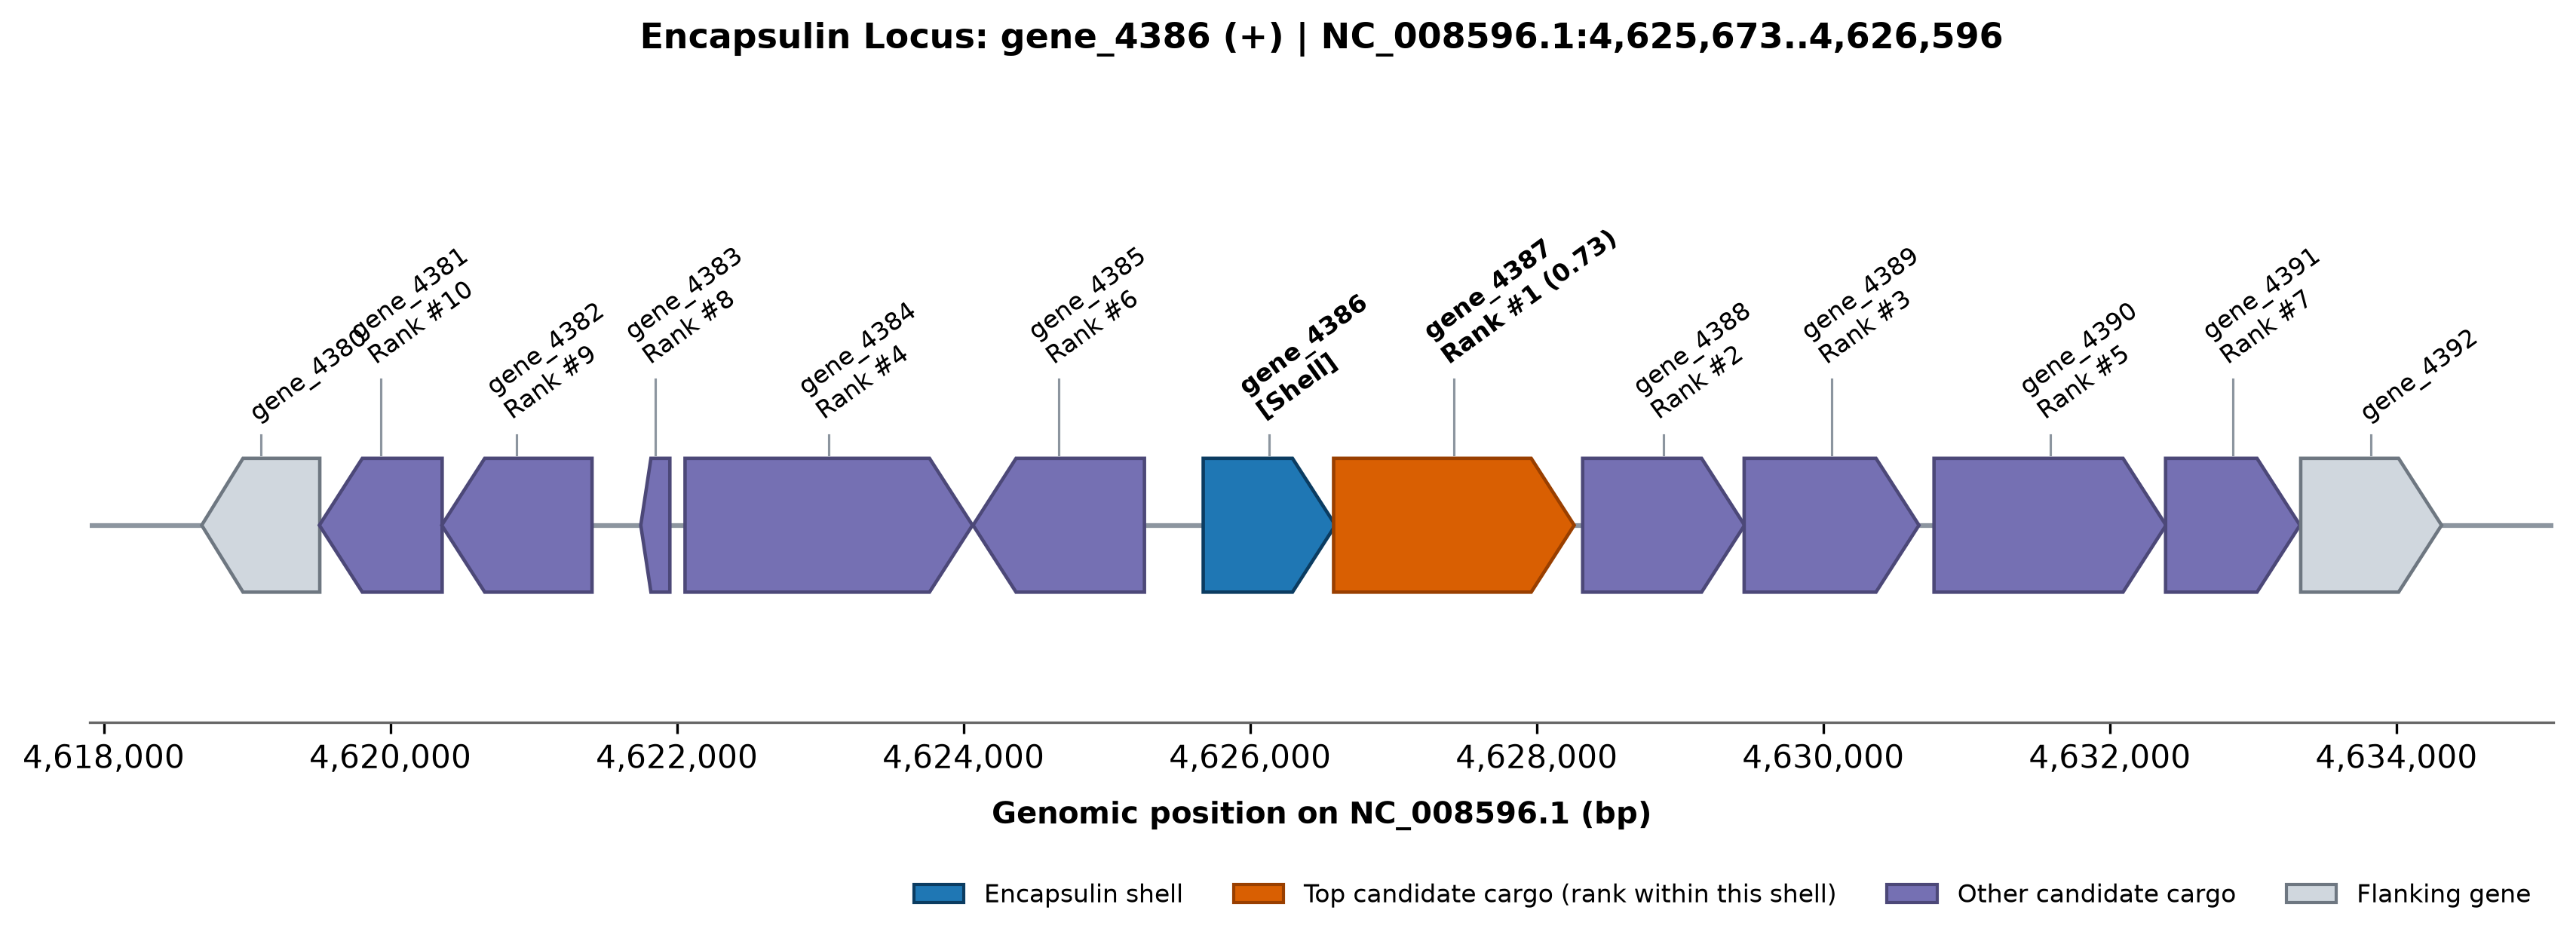 Encapsulin Locus: gene_4386 (+) | NC_008596.1:4,625,673..4,626,596
gene_4380
gene_4381
Rank #10
gene_4382
Rank #9
gene_4383
Rank #8
gene_4384
Rank #4
gene_4385
Rank #6
gene_4386
[Shell]
gene_4387
Rank #1 (0.73)
gene_4388
Rank #2
gene_4389
Rank #3
gene_4390
Rank #5
gene_4391
Rank #7
gene_4392
4,618,000 4,620,000 4,622,000 4,624,000 4,626,000 4,628,000 4,630,000 4,632,000 4,634,000
Genomic position on NC_008596.1 (bp)
Encapsulin shell Top candidate cargo (rank within this shell) Other candidate cargo Flanking gene